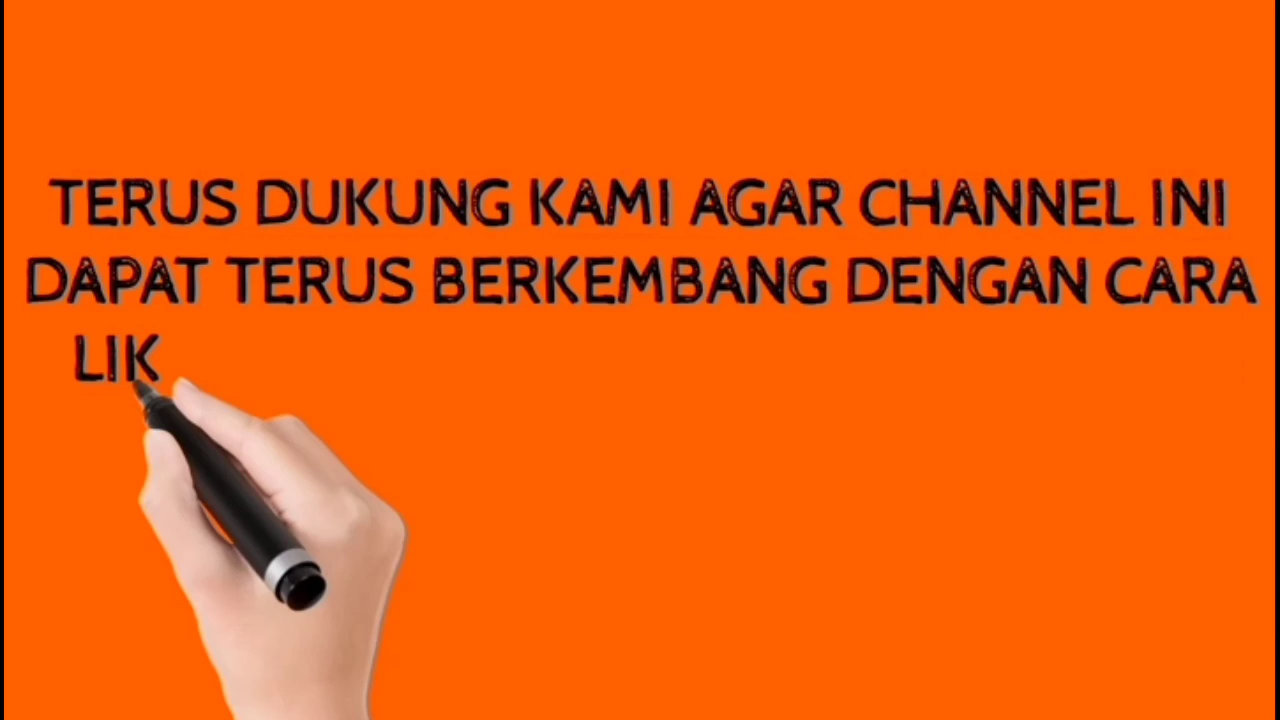 TERUS DUKUNG KAMI AGAR CHANNEL INI
DAPAT TERUS BERKEMBANG DENGAN CARA
LIK